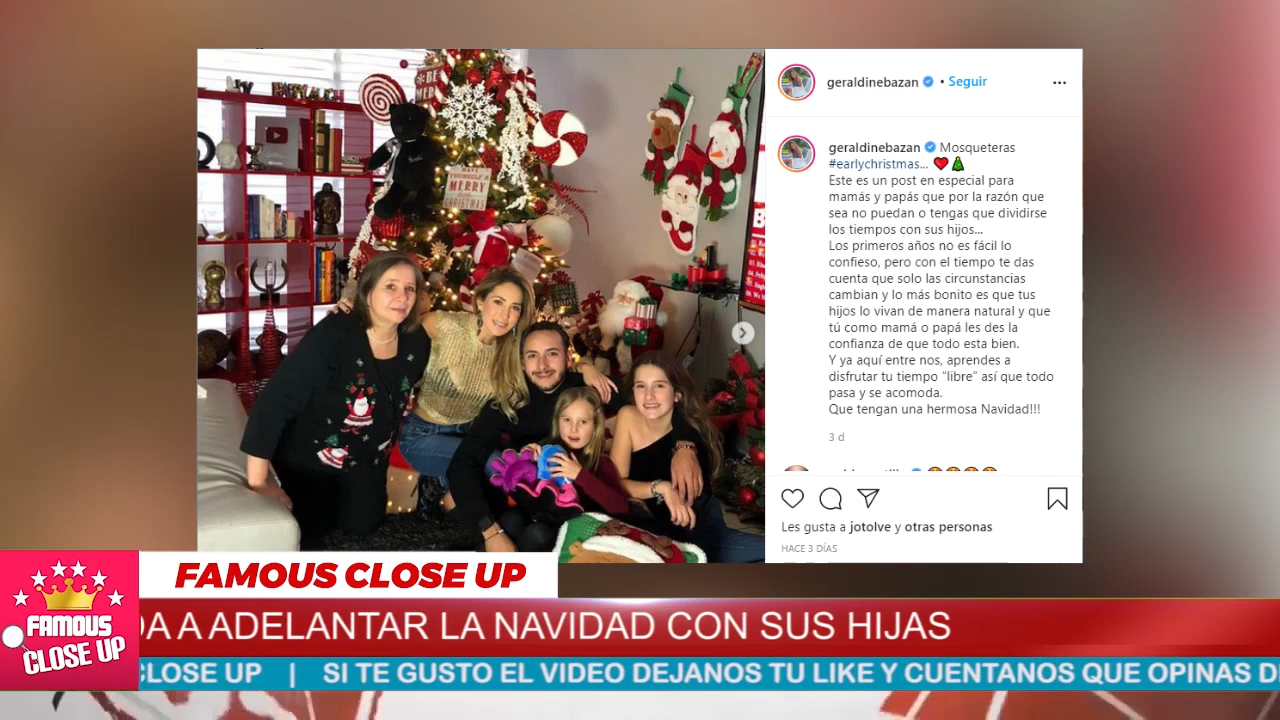 BE
MERRY
HAVE
YOURSELF A
MERRY
LITTLE
CHRISTMAS
geraldinebazan • Seguir
geraldinebazan Mosqueteras
#earlychristmas...
Este es un post en especial para
mamás y papás que por la razón que
sea no puedan o tengas que dividirse
los tiempos con sus hijos...
Los primeros años no es fácil lo
confieso, pero con el tiempo te das
cuenta que solo las circunstancias
cambian y lo más bonito es que tus
hijos lo vivan de manera natural y que
tú como mamá o papá les des la
confianza de que todo esta bien.
Y ya aquí entre nos, aprendes a
disfrutar tu tiempo “libre” así que todo
pasa y se acomoda.
Que tengan una hermosa Navidad!!!
3 d
Les gusta a jotolve y otras personas
HACE 3 DÍAS
FAMOUS CLOSE UP
FAMOUS
CLOSE UP
DA A ADELANTAR LA NAVIDAD CON SUS HIJAS
CLOSE UP | SI TE GUSTO EL VIDEO DEJANOS TU LIKE Y CUENTANOS QUE OPINAS D